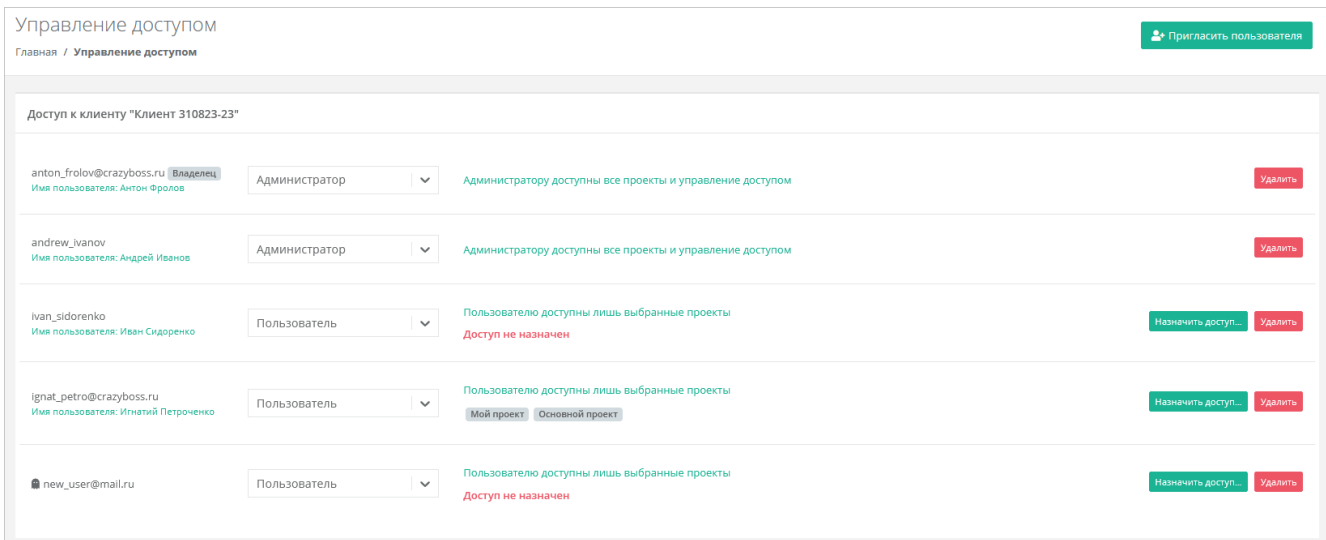 Управление доступом
Главная / Управление доступом
Пригласить пользователя
Доступ к клиенту "Клиент 310823-23"
anton_frolov@crazyboss.ru Владелец
Имя пользователя: Антон Фролов
Администратор
Администратору доступны все проекты и управление доступом
Удалить
andrew_ivanov
Имя пользователя: Андрей Иванов
Администратор
Администратору доступны все проекты и управление доступом
Удалить
ivan_sidorenko
Имя пользователя: Иван Сидоренко
Пользователь
Пользователю доступны лишь выбранные проекты
Доступ не назначен
Назначить доступ...
Удалить
ignat_petro@crazyboss.ru
Имя пользователя: Игнатий Петроченко
Пользователь
Пользователю доступны лишь выбранные проекты
Мой проект Основной проект
Назначить доступ...
Удалить
new_user@mail.ru
Пользователь
Пользователю доступны лишь выбранные проекты
Доступ не назначен
Назначить доступ...
Удалить